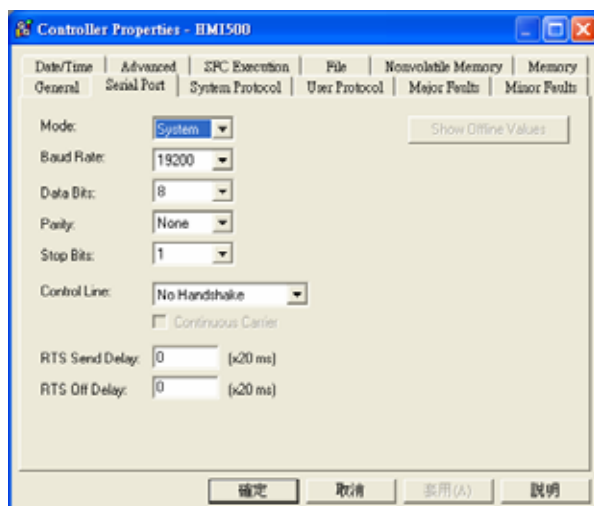 Controller Properties - HMI500
Date/Time Advanced SFC Execution File Nonvolatile Memory Memory
General Serial Port System Protocol User Protocol Major Faults Minor Faults
Mode: System Show Offline Values
Baud Rate: 19200
Data Bits: 8
Parity: None
Stop Bits: 1
Control Line: No Handshake
Continuous Carrier
RTS Send Delay: 0 (x20 ms)
RTS Off Delay: 0 (x20 ms)
確定 取消 套用(A) 說明